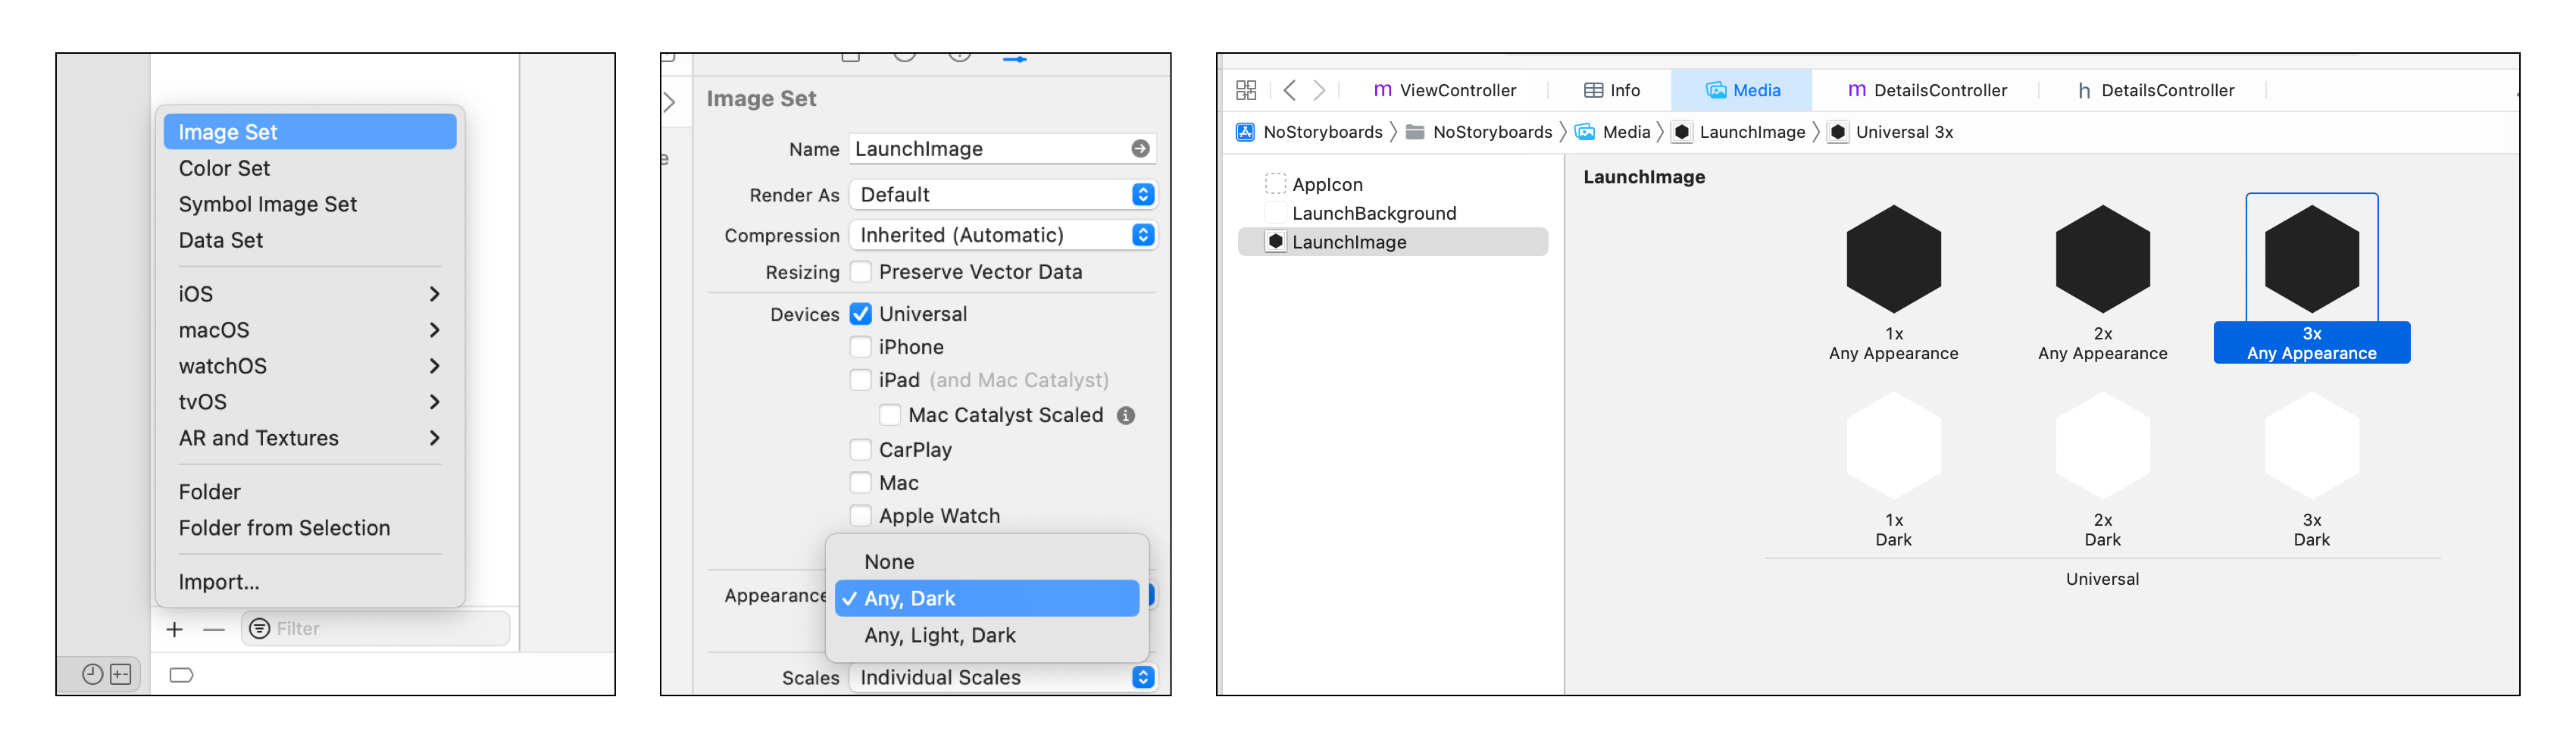 Image Set
Color Set
Symbol Image Set
Data Set
iOS
macOS
watchOS
tvOS
AR and Textures
Folder
Folder from Selection
Import...
Filter
Image Set
Name LaunchImage
Render As Default
Compression Inherited (Automatic)
Resizing Preserve Vector Data
Devices Universal
iPhone
iPad (and Mac Catalyst)
Mac Catalyst Scaled
CarPlay
Mac
Apple Watch
None
Appearance Any, Dark
Any, Light, Dark
Scales Individual Scales
m ViewController Info Media m DetailsController h DetailsController
NoStoryboards NoStoryboards Media LaunchImage Universal 3x
AppIcon
LaunchBackground
LaunchImage
LaunchImage
1x 2x 3x
Any Appearance Any Appearance Any Appearance
1x 2x 3x
Dark Dark Dark
Universal